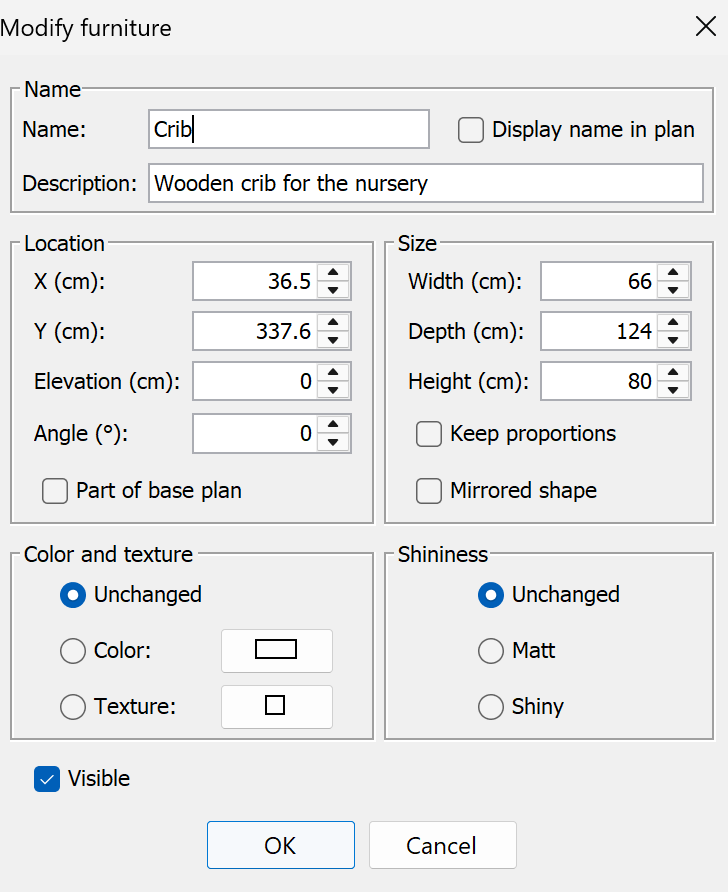 Modify furniture
Name
Name: Crib Display name in plan
Description: Wooden crib for the nursery
Location
X (cm): 36.5
Y (cm): 337.6
Elevation (cm): 0
Angle (°): 0
Part of base plan
Size
Width (cm): 66
Depth (cm): 124
Height (cm): 80
Keep proportions
Mirrored shape
Color and texture
Unchanged
Color:
Texture:
Shininess
Unchanged
Matt
Shiny
Visible
OK Cancel